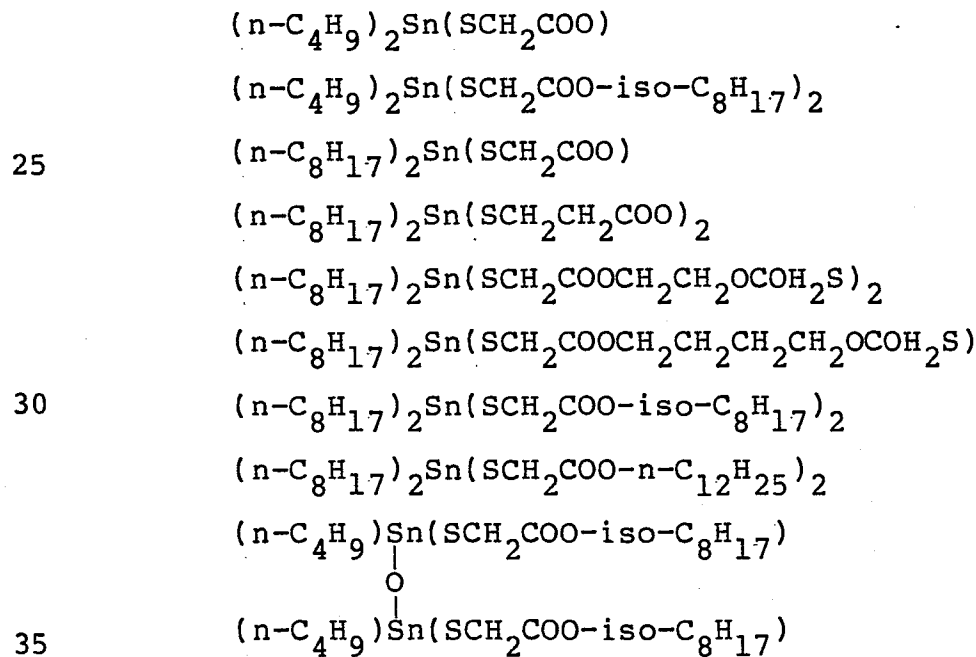 (n-C4H9)2Sn(SCH2COO)
(n-C4H9)2Sn(SCH2COO-iso-C8H17)2
25 (n-C8H17)2Sn(SCH2COO)
(n-C8H17)2Sn(SCH2CH2COO)2
(n-C8H17)2Sn(SCH2COOCH2CH2OCOH2S)2
(n-C8H17)2Sn(SCH2COOCH2CH2CH2CH2OCOH2S)
30 (n-C8H17)2Sn(SCH2COO-iso-C8H17)2
(n-C8H17)2Sn(SCH2COO-n-C12H25)2
(n-C4H9)Sn(SCH2COO-iso-C8H17)
O
35 (n-C4H9)Sn(SCH2COO-iso-C8H17)